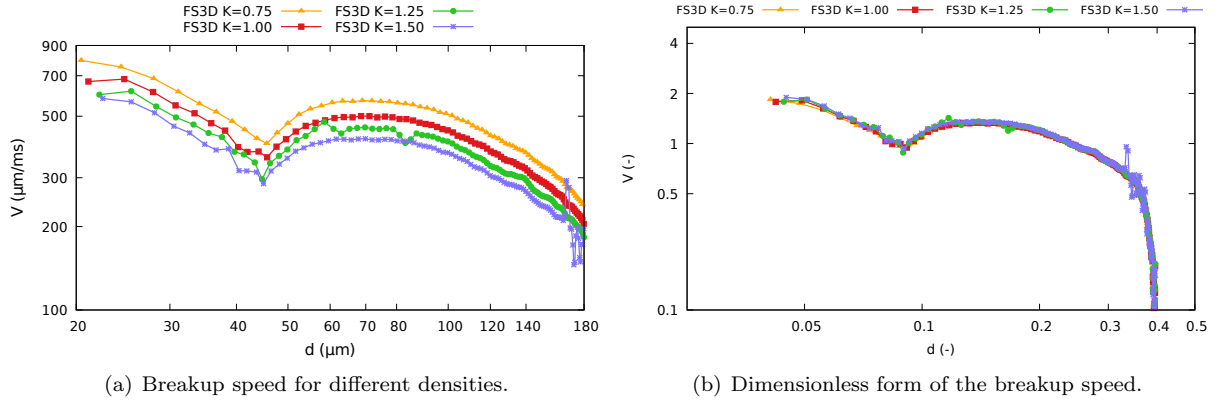 FS3D K=0.75
FS3D K=1.00
FS3D K=1.25
FS3D K=1.50
900
700
500
400
300
200
100
20
30
40
50
60
70
80
100
120
140
180
V (µm/ms)
d (µm)
(a) Breakup speed for different densities.
FS3D K=0.75
FS3D K=1.00
FS3D K=1.25
FS3D K=1.50
4
2
1
0.5
0.1
0.05
0.1
0.2
0.3
0.4
0.5
V (-)
d (-)
(b) Dimensionless form of the breakup speed.